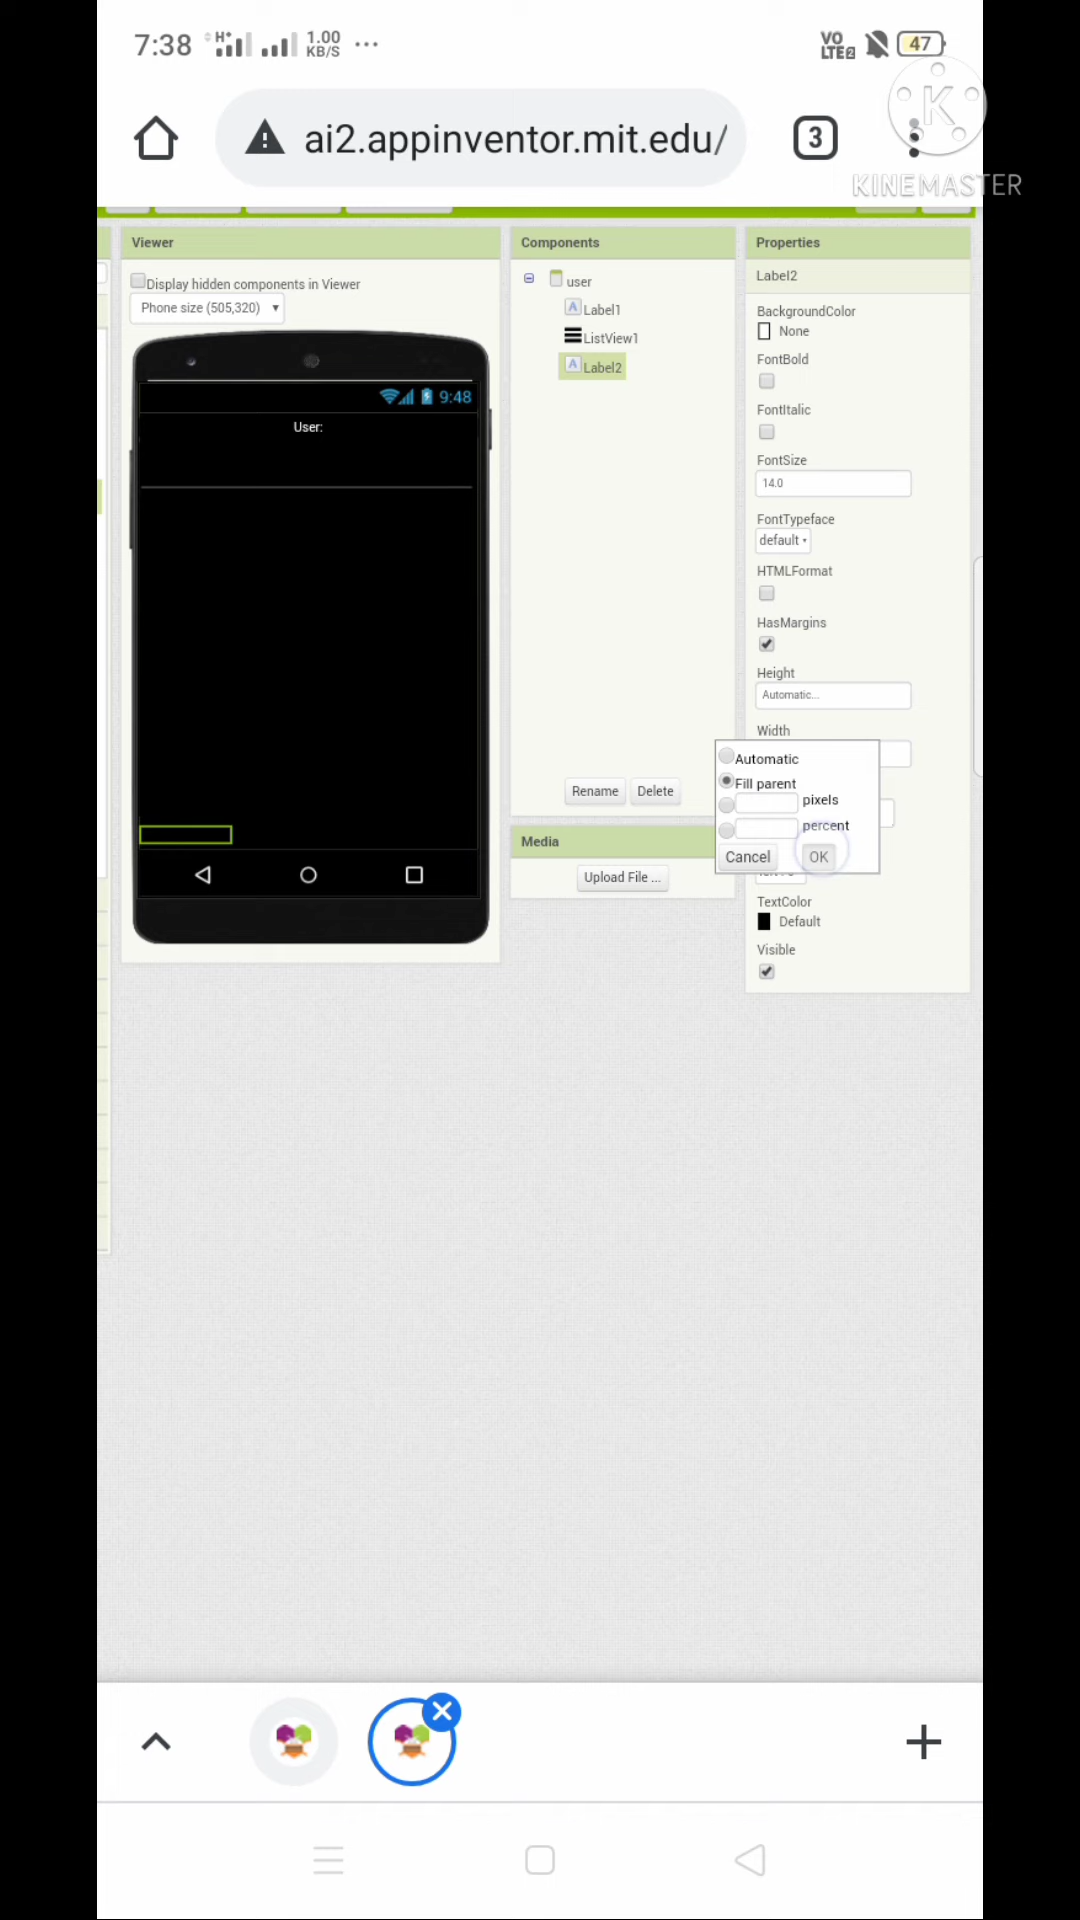 7:38 H+ 1.00 KB/S ... VO LTE2 47
ai2.appinventor.mit.edu/ 3
K
KINEMASTER
Viewer
Display hidden components in Viewer
Phone size (505,320)
9:48
User:
Components
user
Label1
ListView1
Label2
Rename Delete
Media
Upload File ...
Properties
Label2
BackgroundColor
None
FontBold
FontItalic
FontSize
14.0
FontTypeface
default
HTMLFormat
HasMargins
Height
Automatic...
Width
Automatic
Fill parent
pixels
percent
Cancel OK
TextColor
Default
Visible